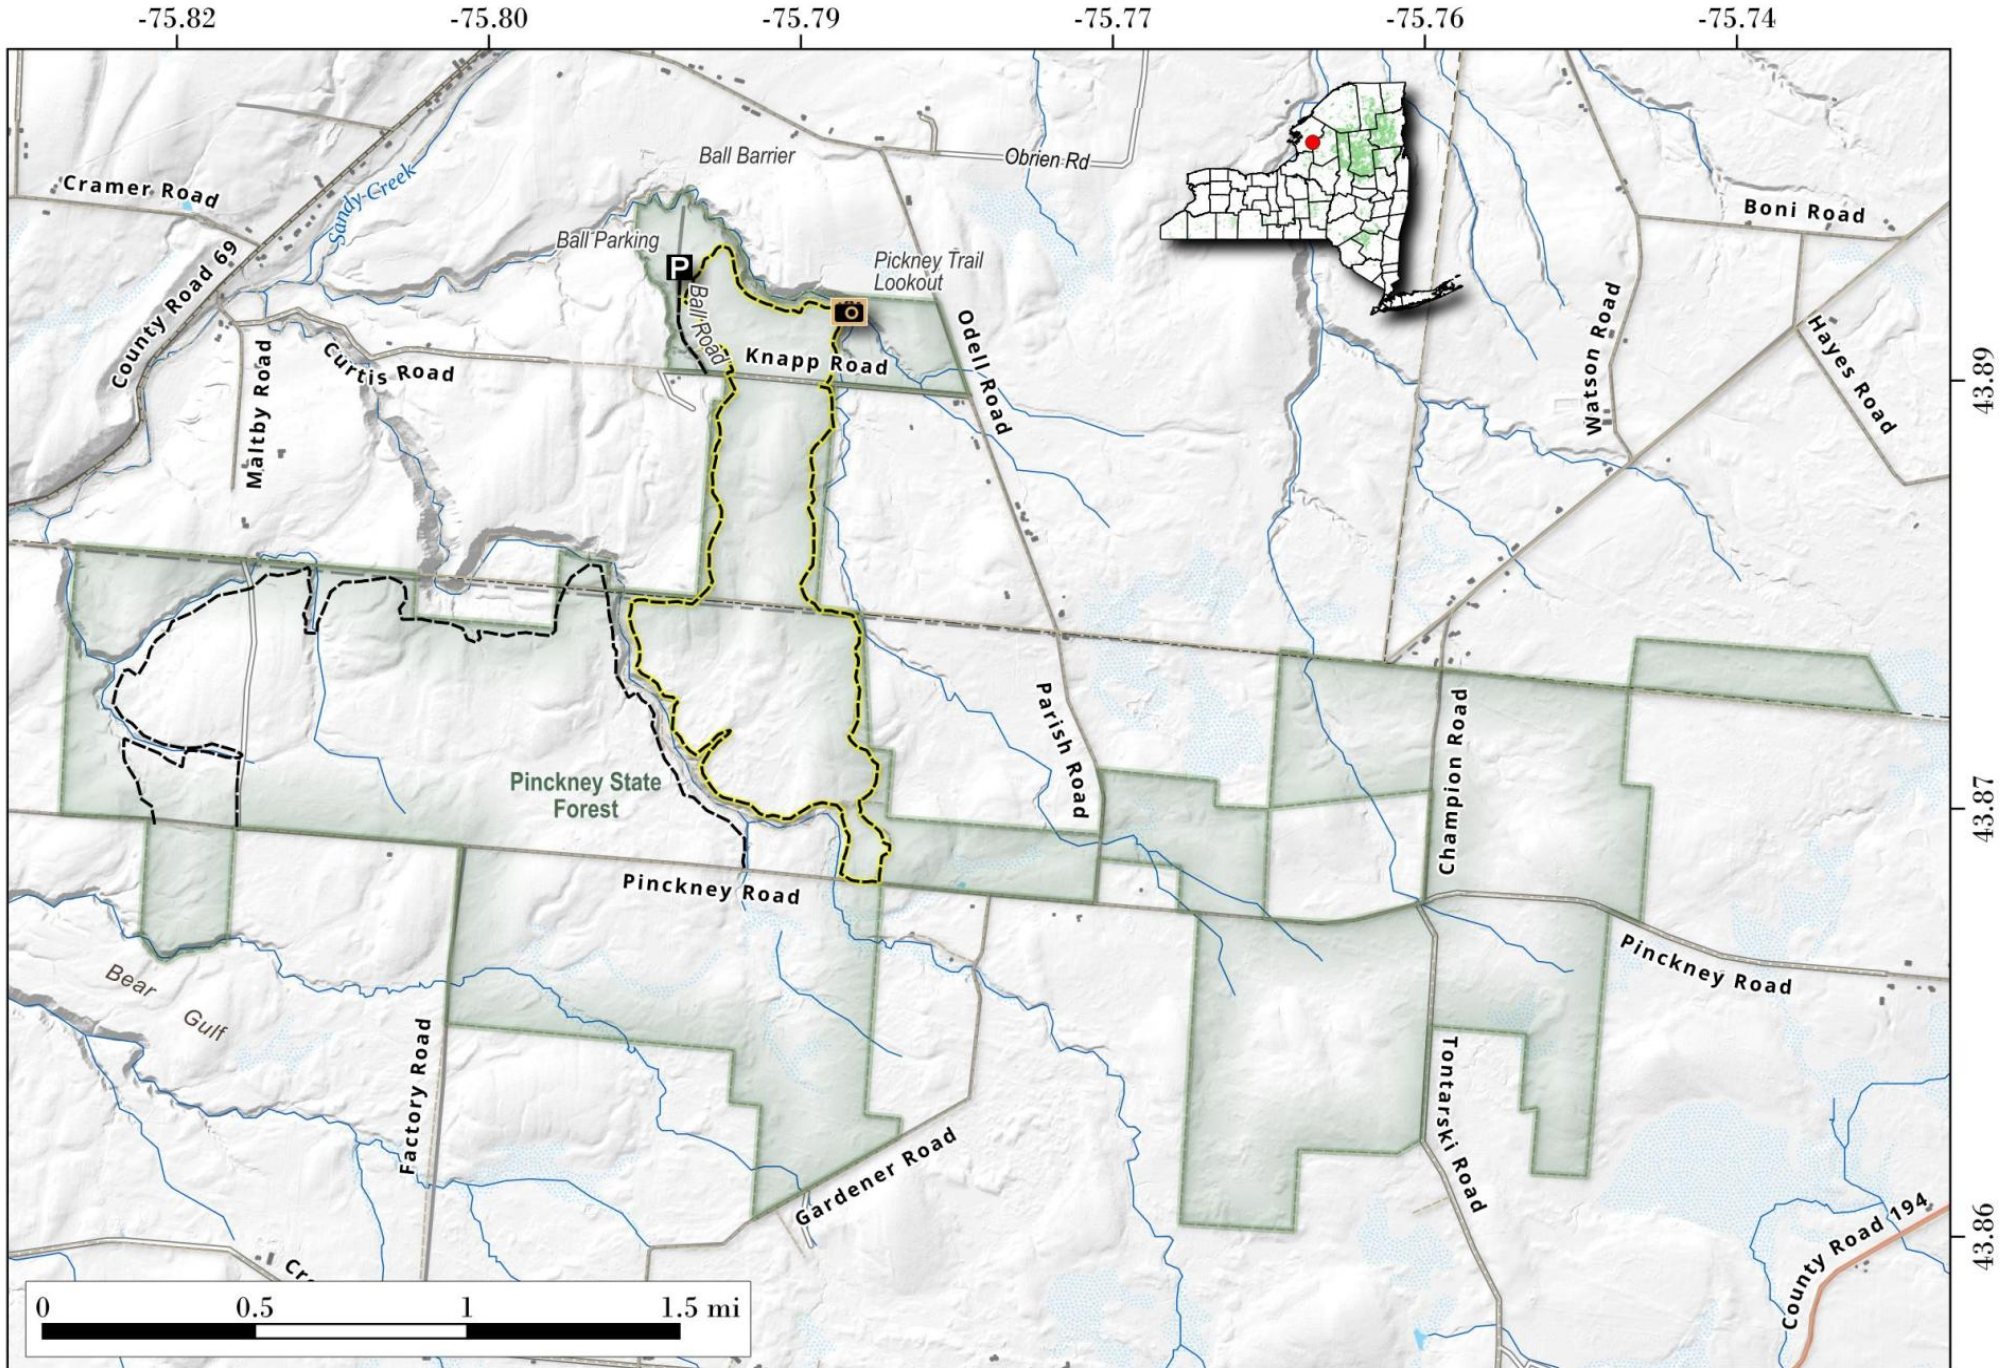 -75.82
-75.80
-75.79
-75.77
-75.76
-75.74
Ball Barrier
Obrien Rd
Cramer Road
Sandy Creek
Boni Road
Ball Parking
P
Pickney Trail
Lookout
County Road 69
Ball Road
Odell Road
Watson Road
Hayes Road
Knapp Road
Maltby Road
Curtis Road
43.89
Parish Road
Champion Road
Pinckney State
Forest
43.87
Pinckney Road
Pinckney Road
Bear
Gulf
Factory Road
Tontarski Road
Gardener Road
County Road 194
43.86
0
0.5
1
1.5 mi